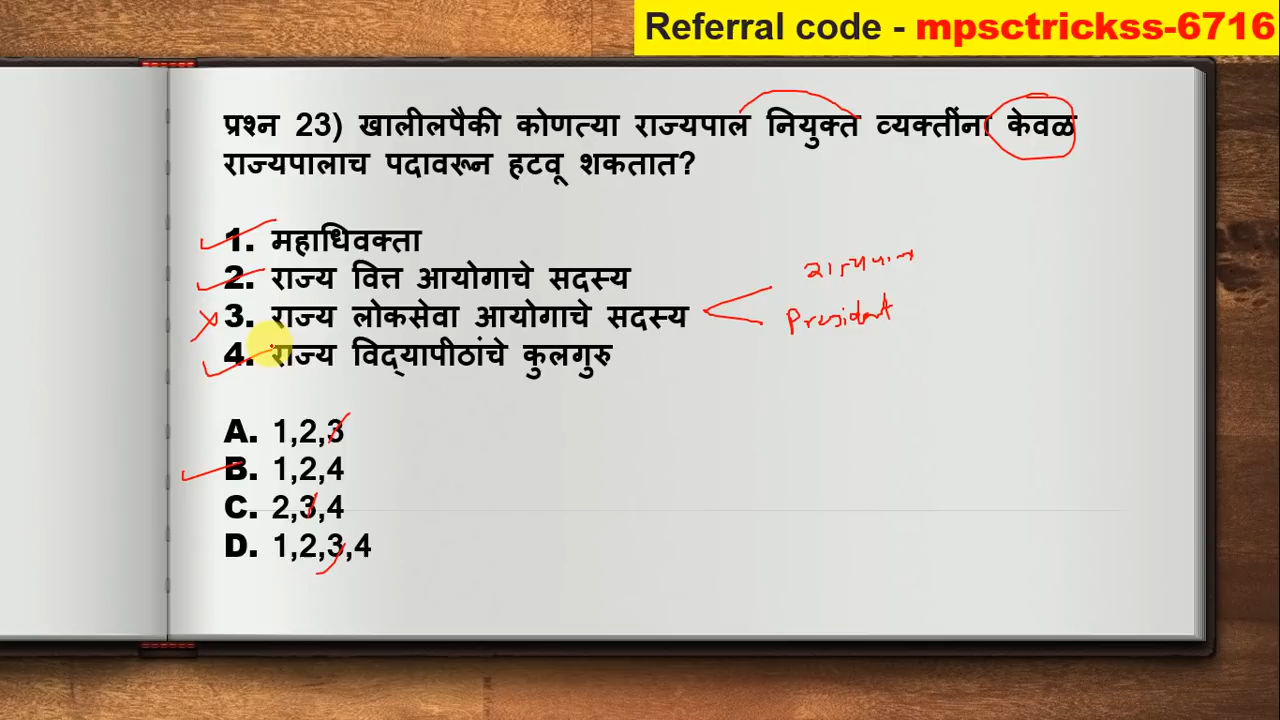 Referral code - mpsctrickss-6716
प्रश्न 23) खालीलपैकी कोणत्या राज्यपाल नियुक्त व्यक्तींना केवळ
राज्यपालाच पदावरून हटवू शकतात?
1. महाधिवक्ता
2. राज्य वित्त आयोगाचे सदस्य
राज्यपाल
3. राज्य लोकसेवा आयोगाचे सदस्य
President
4. राज्य विद्यापीठांचे कुलगुरु
A. 1,2,3
B. 1,2,4
C. 2,3,4
D. 1,2,3,4